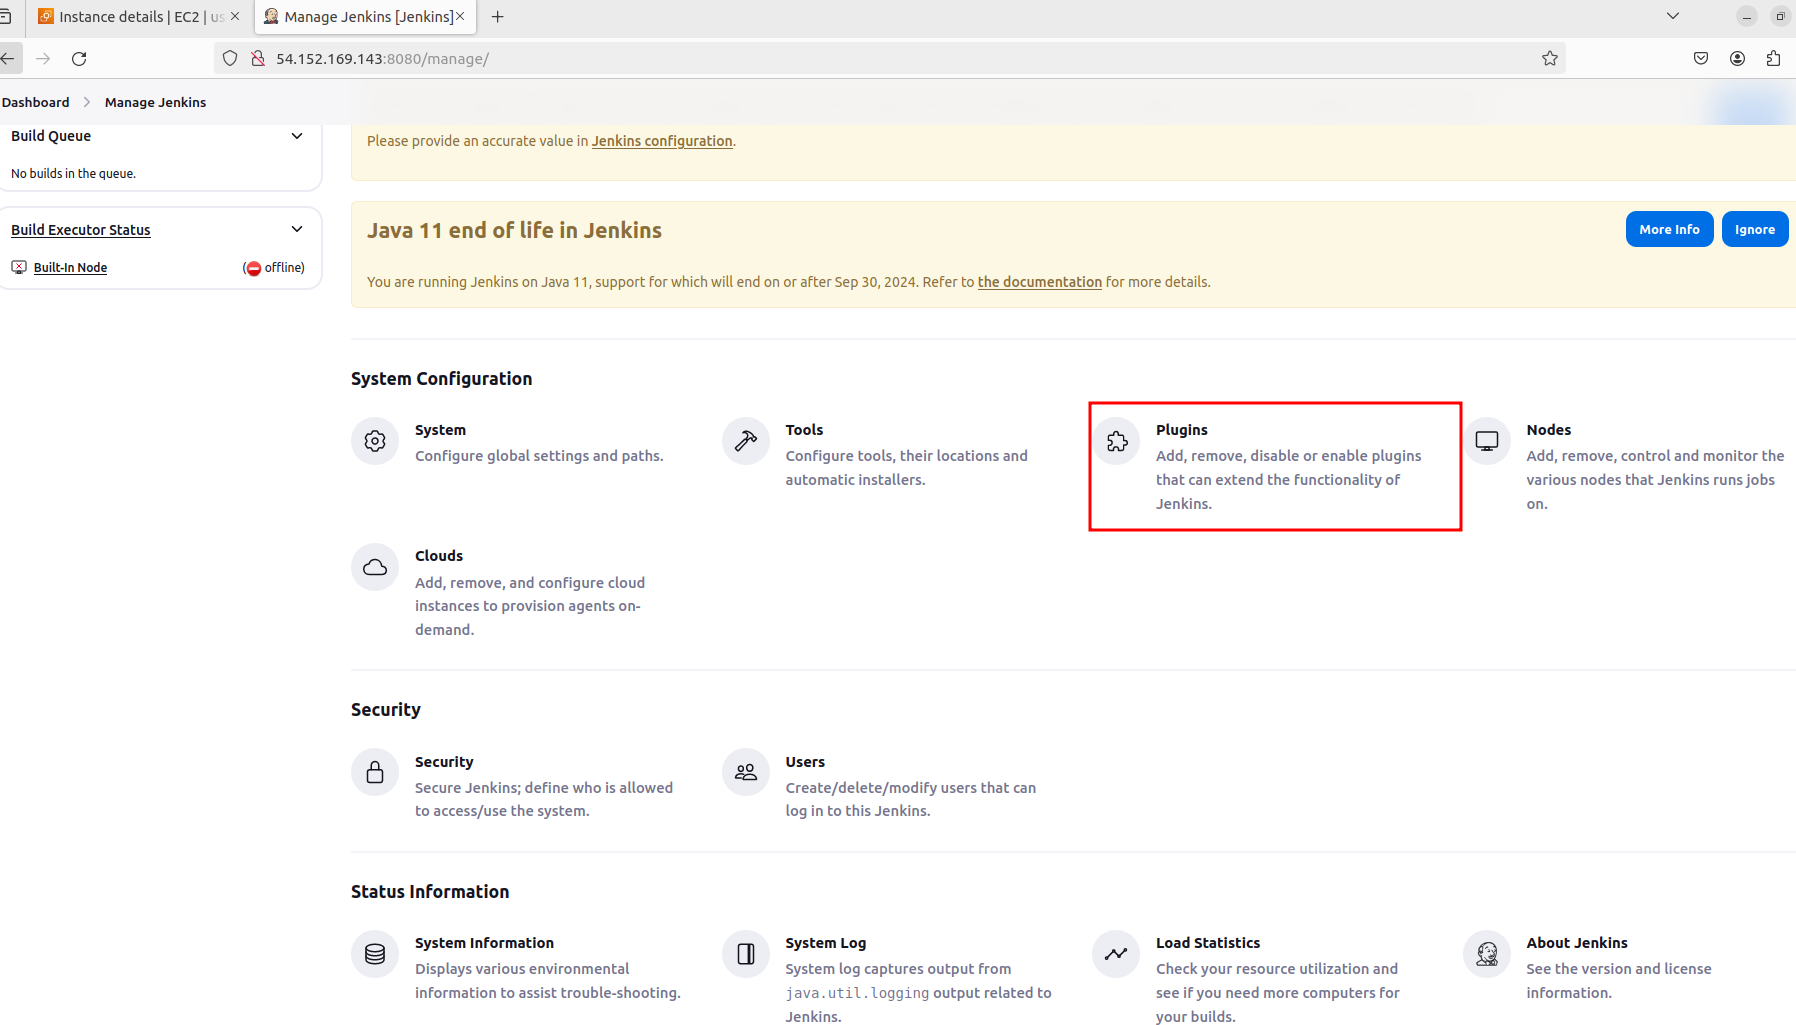 Instance details | EC2 | us
Manage Jenkins [Jenkins]
54.152.169.143:8080/manage/
Dashboard
Manage Jenkins
Build Queue
No builds in the queue.
Build Executor Status
Built-In Node
(offline)
Please provide an accurate value in Jenkins configuration.
Java 11 end of life in Jenkins
More Info
Ignore
You are running Jenkins on Java 11, support for which will end on or after Sep 30, 2024. Refer to the documentation for more details.
System Configuration
System
Configure global settings and paths.
Tools
Configure tools, their locations and
automatic installers.
Plugins
Add, remove, disable or enable plugins
that can extend the functionality of
Jenkins.
Nodes
Add, remove, control and monitor the
various nodes that Jenkins runs jobs
on.
Clouds
Add, remove, and configure cloud
instances to provision agents on-
demand.
Security
Security
Secure Jenkins; define who is allowed
to access/use the system.
Users
Create/delete/modify users that can
log in to this Jenkins.
Status Information
System Information
Displays various environmental
information to assist trouble-shooting.
System Log
System log captures output from
java.util.logging output related to
Jenkins.
Load Statistics
Check your resource utilization and
see if you need more computers for
your builds.
About Jenkins
See the version and license
information.